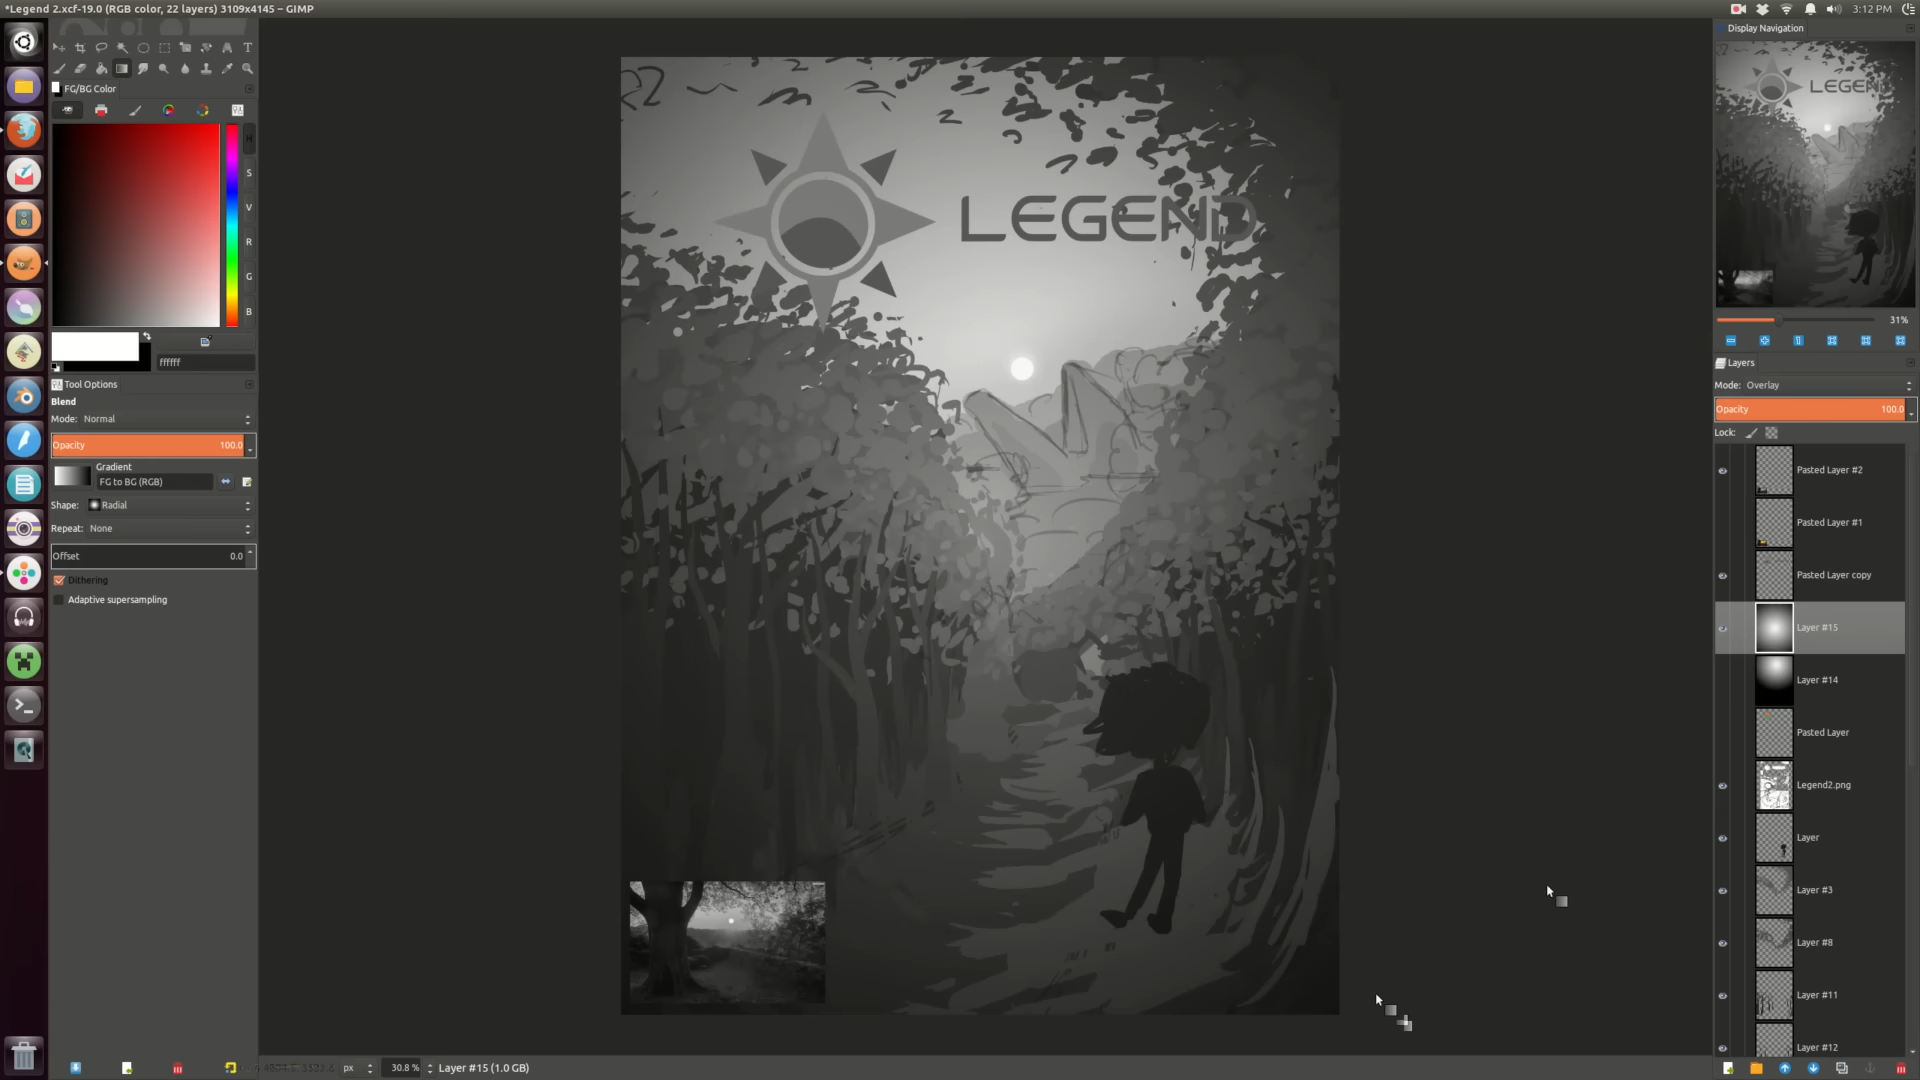 *Legend 2.xcf-19.0 (RGB color, 22 layers) 3109x4145 – GIMP
3:12 PM
FG/BG Color
H
S
V
R
G
B
ffffff
Tool Options
Blend
Mode: Normal
Opacity 100.0
Gradient
FG to BG (RGB)
Shape: Radial
Repeat: None
Offset 0.0
Dithering
Adaptive supersampling
LEGEND
px
30.8 %
Layer #15 (1.0 GB)
Display Navigation
LEGEND
31%
Layers
Mode: Overlay
Opacity 100.0
Lock:
Pasted Layer #2
Pasted Layer #1
Pasted Layer copy
Layer #15
Layer #14
Pasted Layer
Legend2.png
Layer
Layer #3
Layer #8
Layer #11
Layer #12